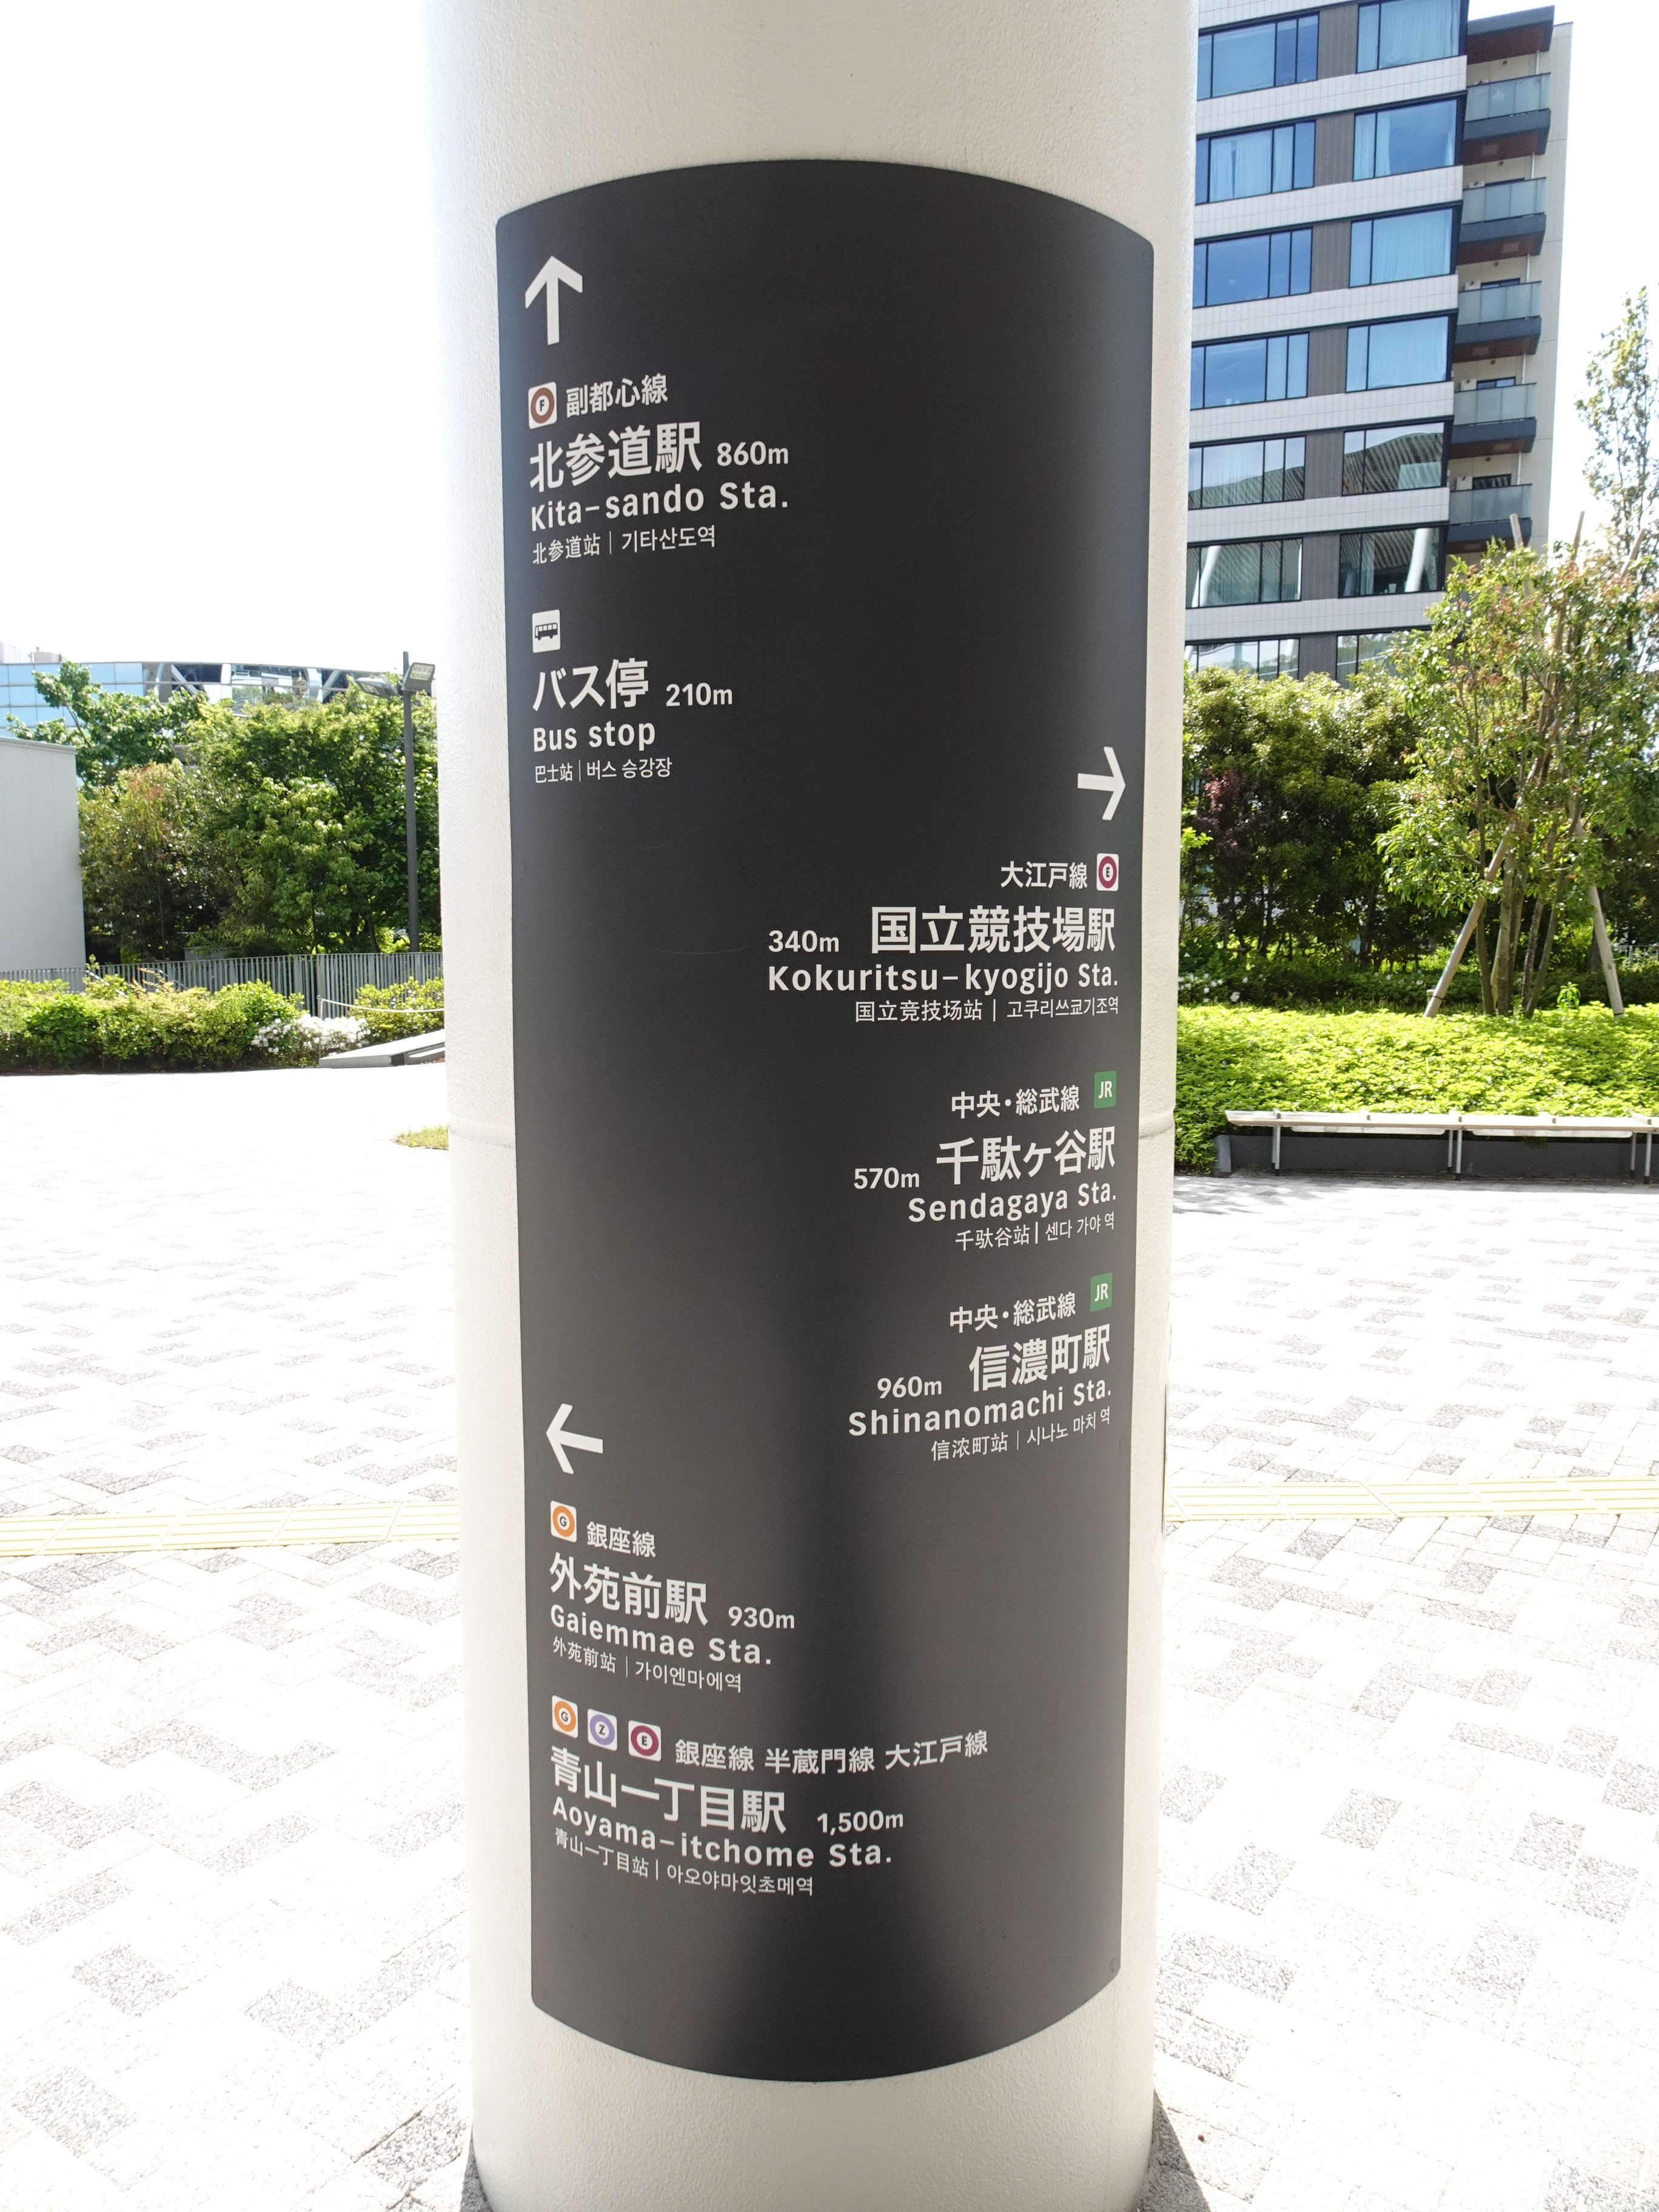 F 副都心線
北参道駅 860m
Kita-sando Sta.
北参道站 | 기타산도역
バス停 210m
Bus stop
巴士站 | 버스 승강장
大江戸線 E
340m 国立競技場駅
Kokuritsu-kyogijo Sta.
国立竞技场站 | 고쿠리쓰쿄기조역
中央・総武線 JR
570m 千駄ヶ谷駅
Sendagaya Sta.
千驮谷站 | 센다 가야 역
中央・総武線 JR
960m 信濃町駅
Shinanomachi Sta.
信浓町站 | 시나노 마치 역
G 銀座線
外苑前駅 930m
Gaiemmae Sta.
外苑前站 | 가이엔마에역
G Z E 銀座線 半蔵門線 大江戸線
青山一丁目駅 1,500m
Aoyama-itchome Sta.
青山一丁目站 | 아오야마잇초메역